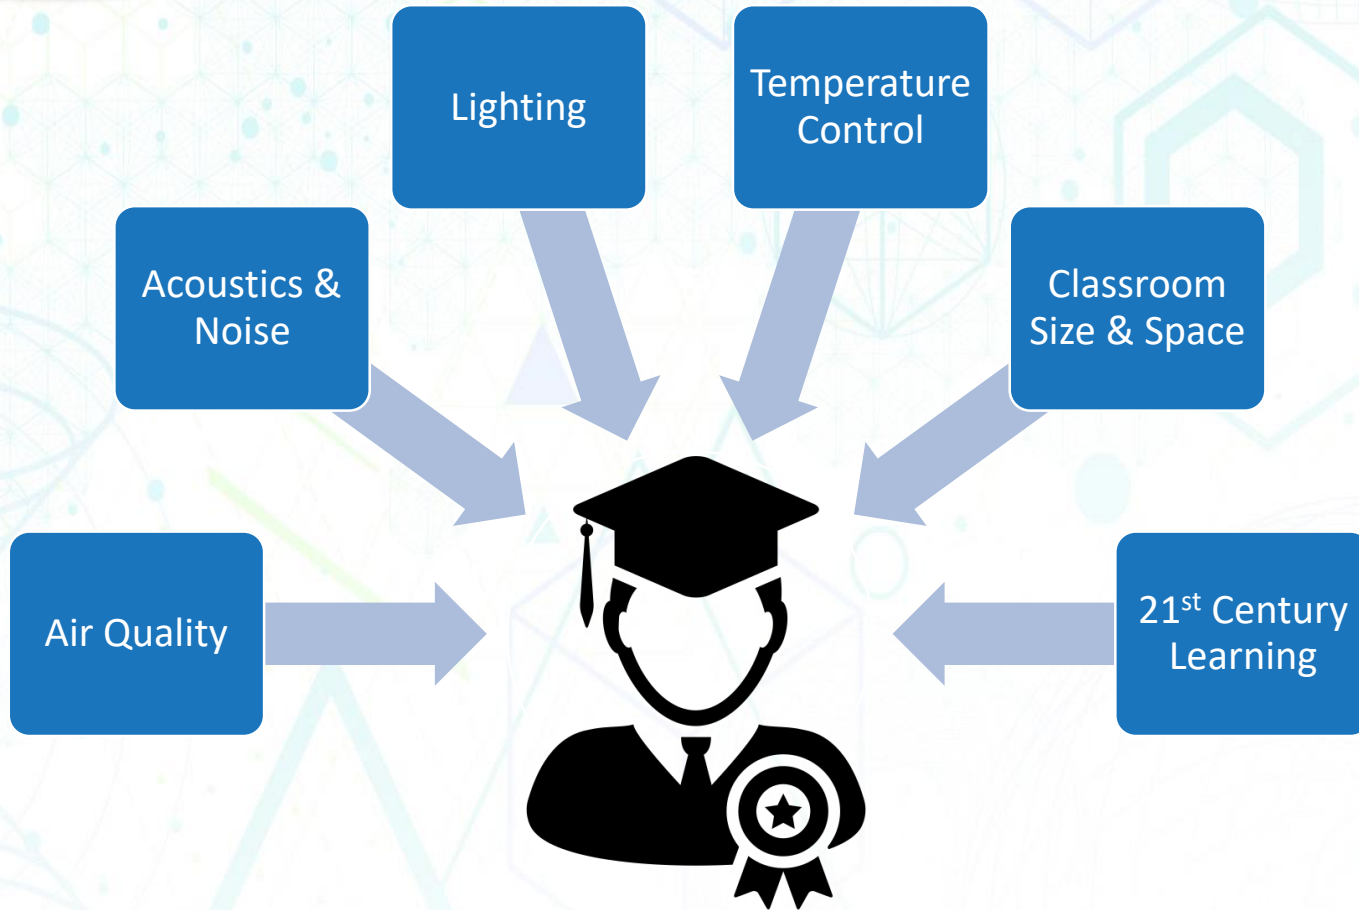 Lighting
Temperature
Control
Acoustics &
Noise
Classroom
Size & Space
Air Quality
21st Century
Learning